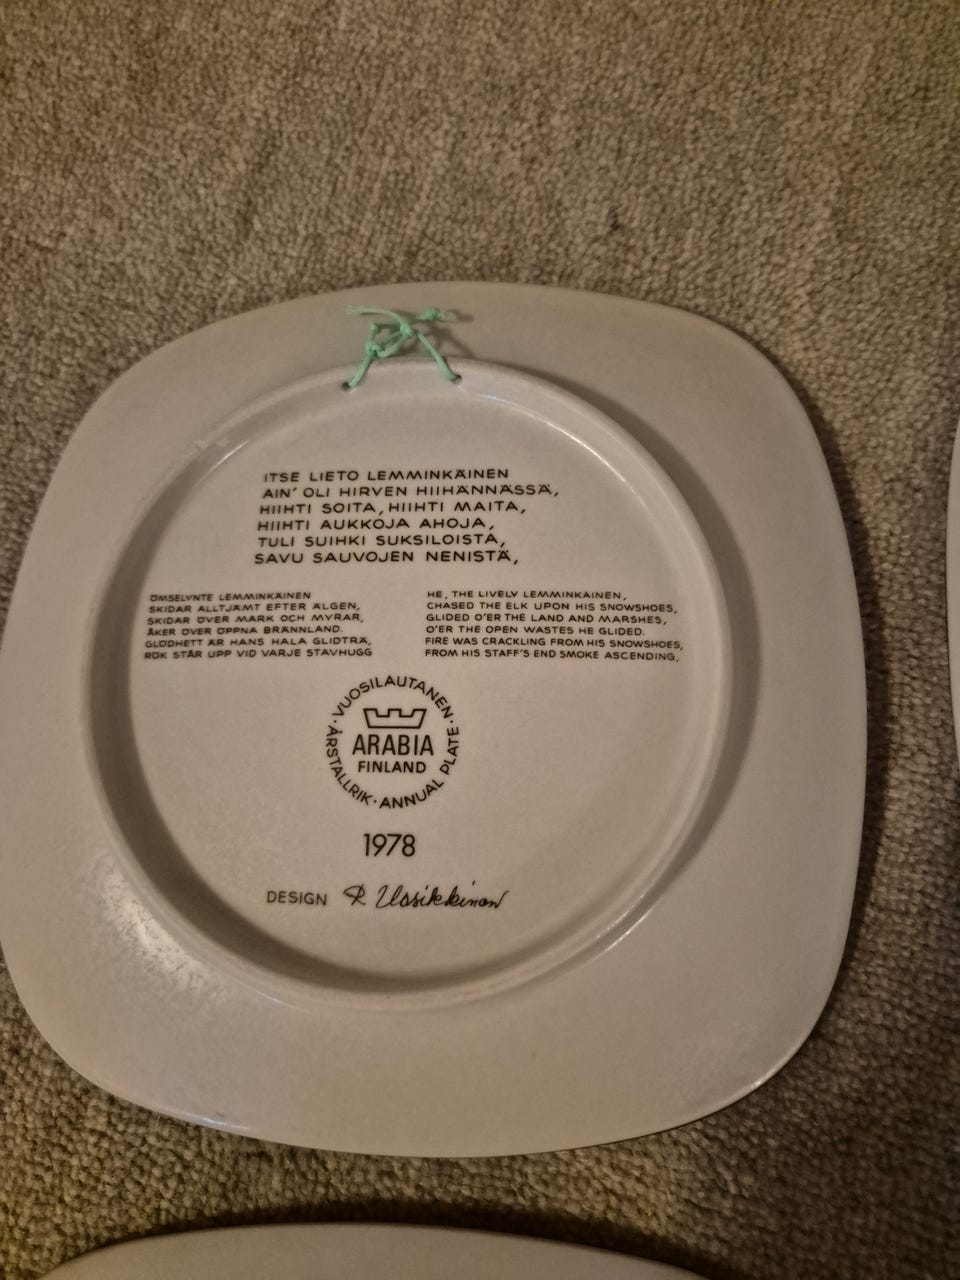 ITSE LIETO LEMMINKÄINEN
AIN' OLI HIRVEN HIIHÄNNÄSSÄ,
HIIHTI SOITA, HIIHTI MAITA,
HIIHTI AUKKOJA AHOJA,
TULI SUIHKI SUKSILOISTA,
SAVU SAUVOJEN NENISTÄ,
ÖMSELYNTE LEMMINKÄINEN
SKIDAR ALLTJÄMT EFTER ÄLGEN,
SKIDAR ÖVER MARK OCH MYRAR,
ÅKER ÖVER ÖPPNA BRÄNNLAND.
GLÖDHETT ÄR HANS HALA GLIDTRÄ,
RÖK STÅR UPP VID VARJE STAVHUGG
HE, THE LIVELY LEMMINKAINEN,
CHASED THE ELK UPON HIS SNOWSHOES,
GLIDED O'ER THE LAND AND MARSHES,
O'ER THE OPEN WASTES HE GLIDED.
FIRE WAS CRACKLING FROM HIS SNOWSHOES,
FROM HIS STAFF'S END SMOKE ASCENDING,
· VUOSILAUTANEN · ANNUAL PLATE · ÅRSTALLRIK
ARABIA
FINLAND
1978
DESIGN R Uosikkinen